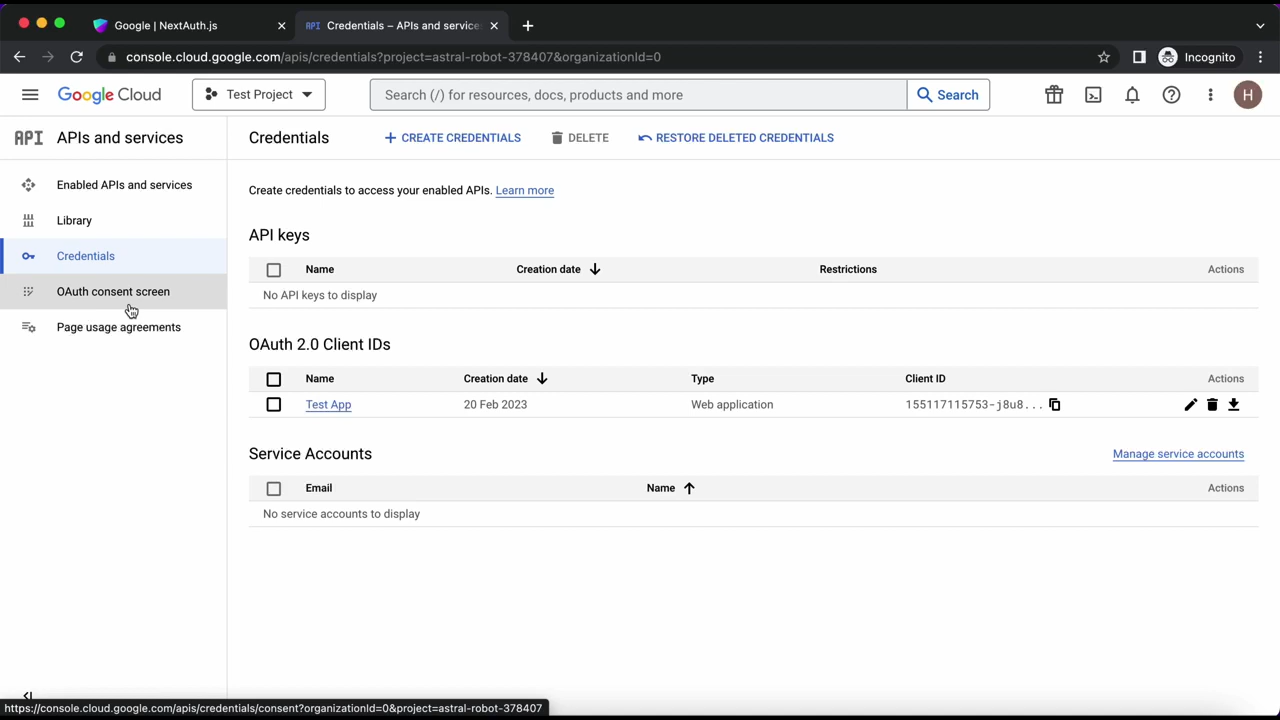 Google | NextAuth.js
API Credentials – APIs and service
console.cloud.google.com/apis/credentials?project=astral-robot-378407&organizationId=0
Incognito
Google Cloud
Test Project
Search (/) for resources, docs, products and more
Search
H
API APIs and services
Credentials
CREATE CREDENTIALS
DELETE
RESTORE DELETED CREDENTIALS
Enabled APIs and services
Library
Credentials
OAuth consent screen
Page usage agreements
Create credentials to access your enabled APIs. Learn more
API keys
Name Creation date Restrictions Actions
No API keys to display
OAuth 2.0 Client IDs
Name Creation date Type Client ID Actions
Test App 20 Feb 2023 Web application 155117115753-j8u8...
Service Accounts
Manage service accounts
Email Name Actions
No service accounts to display
https://console.cloud.google.com/apis/credentials/consent?organizationId=0&project=astral-robot-378407